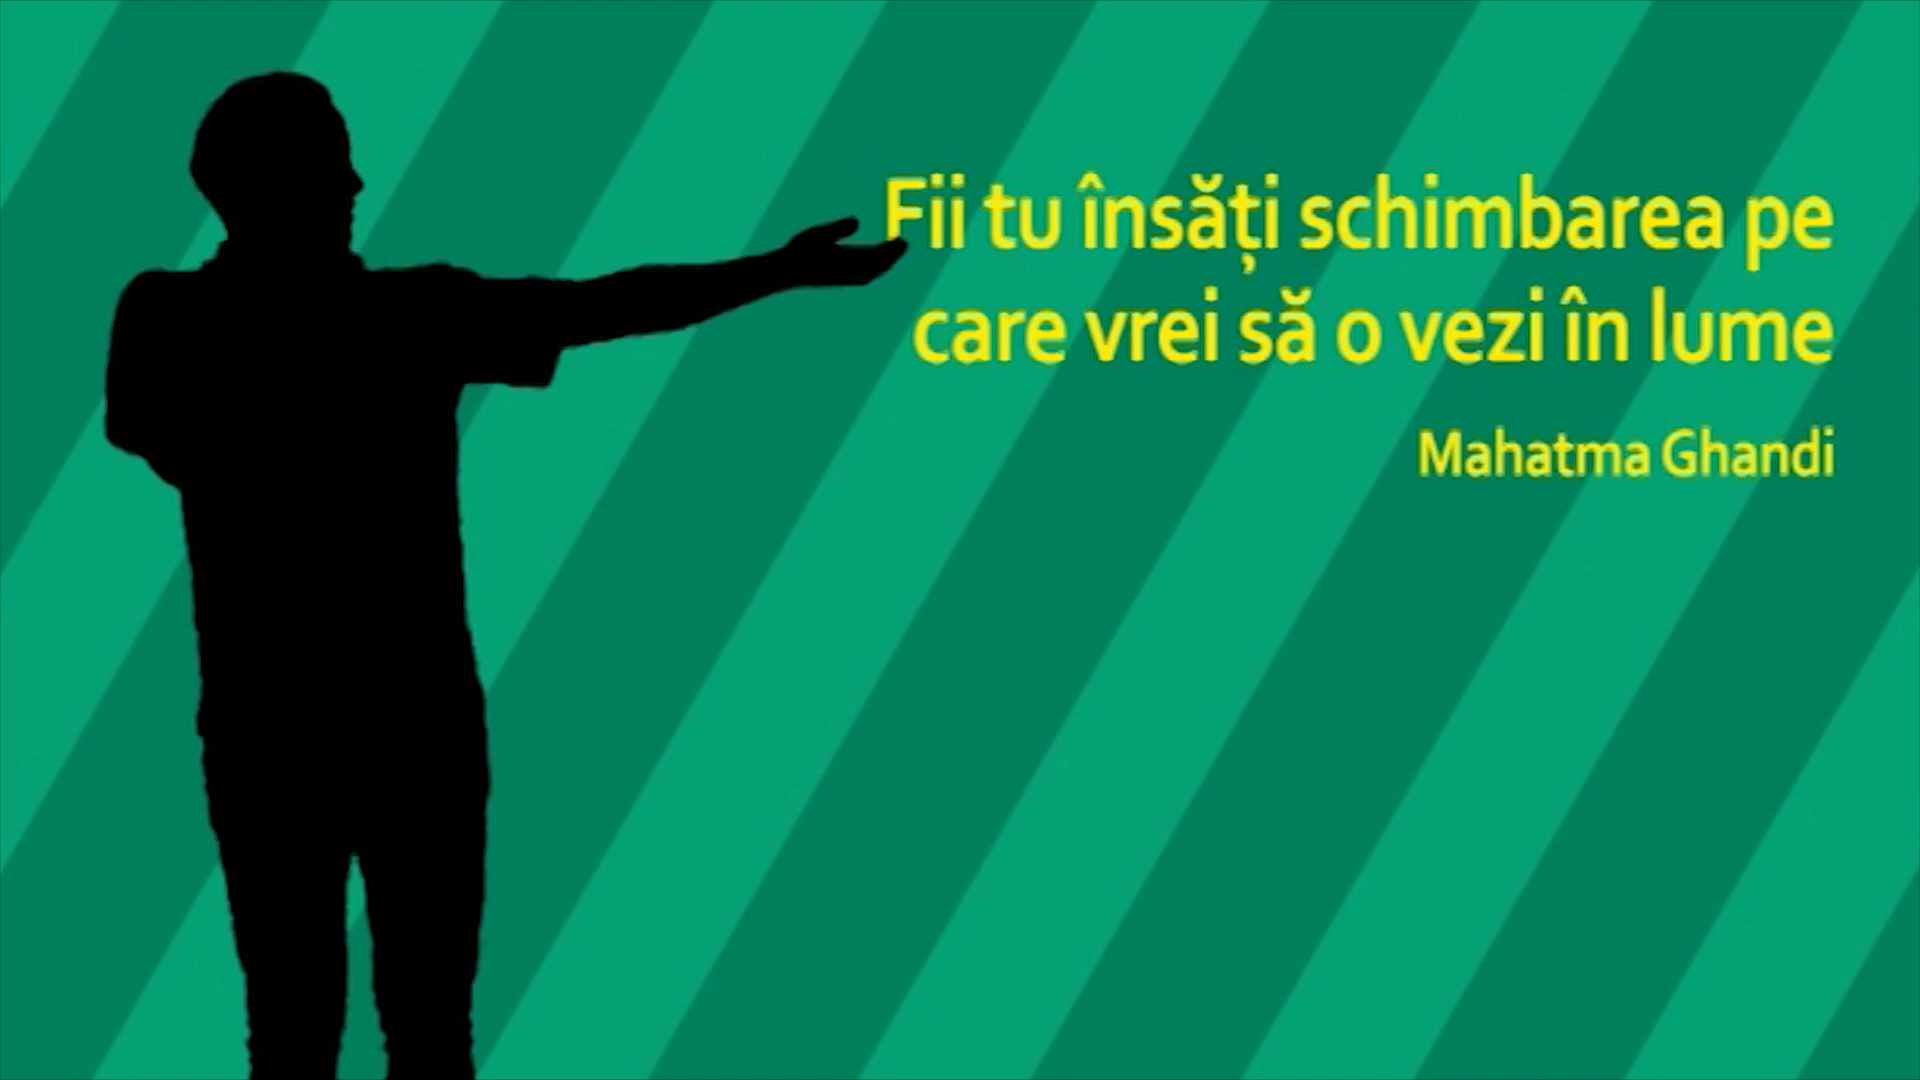 Fii tu însăți schimbarea pe
care vrei să o vezi în lume
Mahatma Ghandi